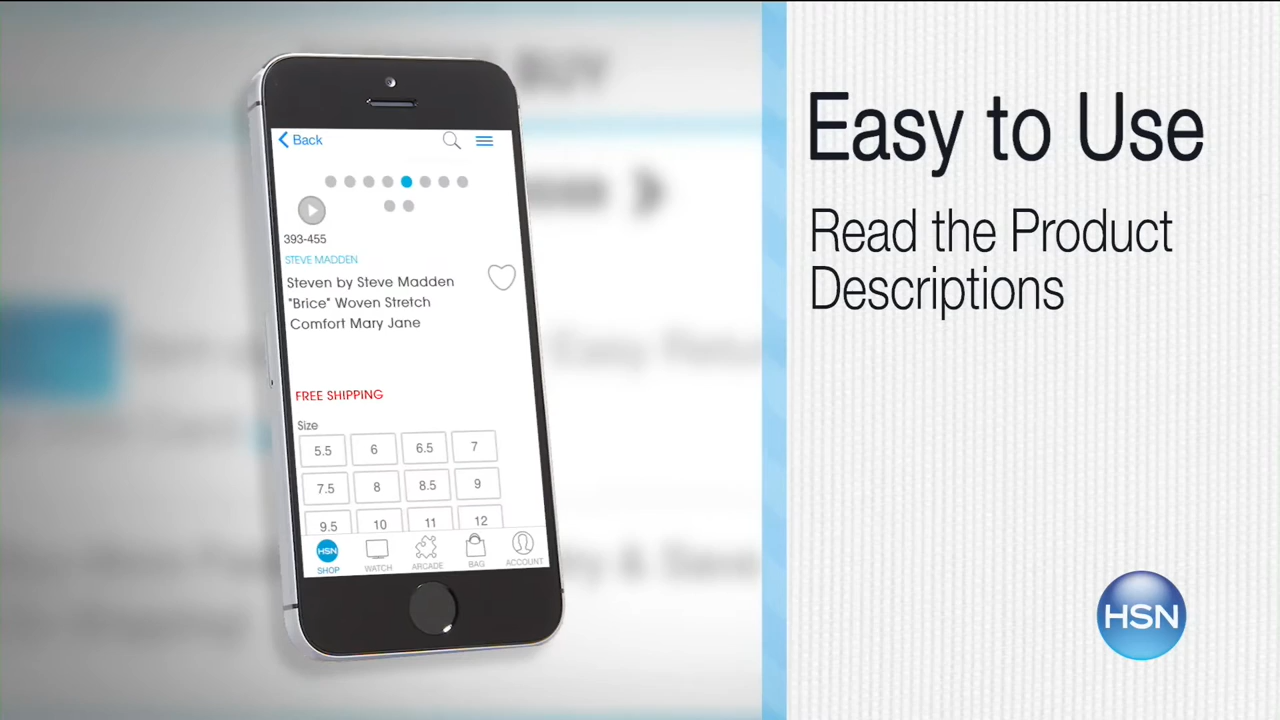 BUY
Back
393-455
STEVE MADDEN
Steven by Steve Madden
"Brice" Woven Stretch
Comfort Mary Jane
FREE SHIPPING
Size
5.5 6 6.5 7
7.5 8 8.5 9
9.5 10 11 12
HSN
SHOP WATCH ARCADE BAG ACCOUNT
Easy to Use
Read the Product
Descriptions
HSN